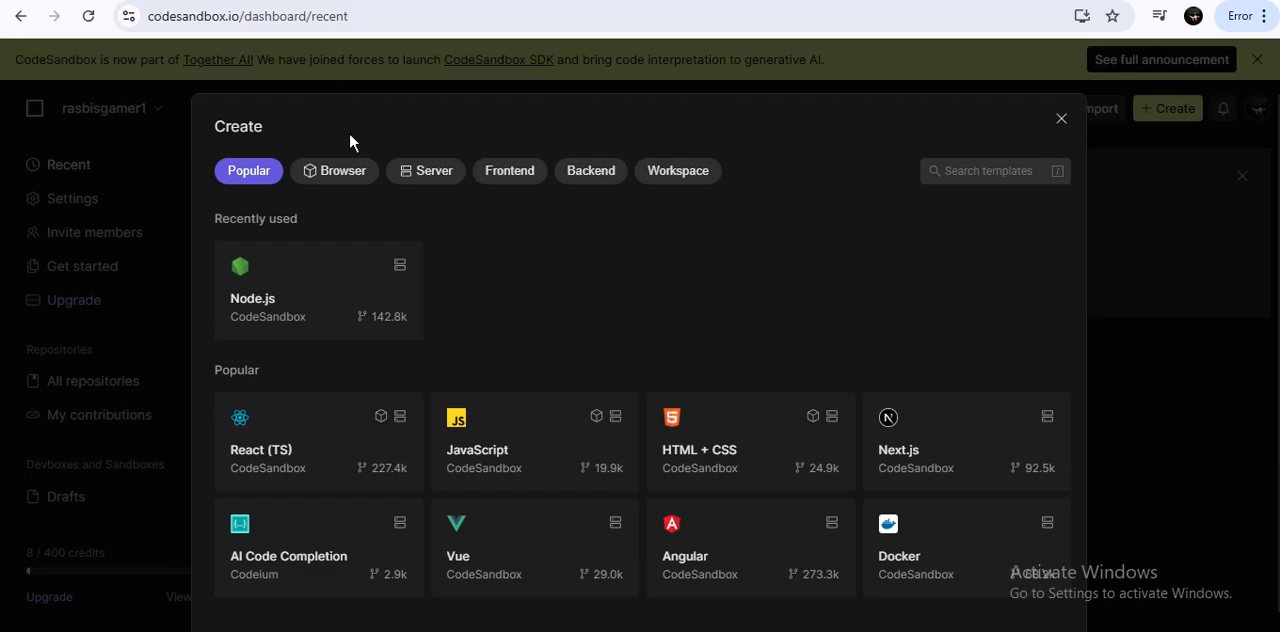 codesandbox.io/dashboard/recent
Error
CodeSandbox is now part of Together AI! We have joined forces to launch CodeSandbox SDK and bring code interpretation to generative AI.
See full announcement
rasbisgamer1
mport
+ Create
Recent
Settings
Invite members
Get started
Upgrade
Repositories
All repositories
My contributions
Devboxes and Sandboxes
Drafts
8 / 400 credits
Upgrade
View
Create
Popular
Browser
Server
Frontend
Backend
Workspace
Search templates
/
Recently used
Node.js
CodeSandbox
142.8k
Popular
React (TS)
CodeSandbox
227.4k
JS
JavaScript
CodeSandbox
19.9k
5
HTML + CSS
CodeSandbox
24.9k
N
Next.js
CodeSandbox
92.5k
AI Code Completion
Codeium
2.9k
Vue
CodeSandbox
29.0k
A
Angular
CodeSandbox
273.3k
Docker
CodeSandbox
Activate Windows
Go to Settings to activate Windows.